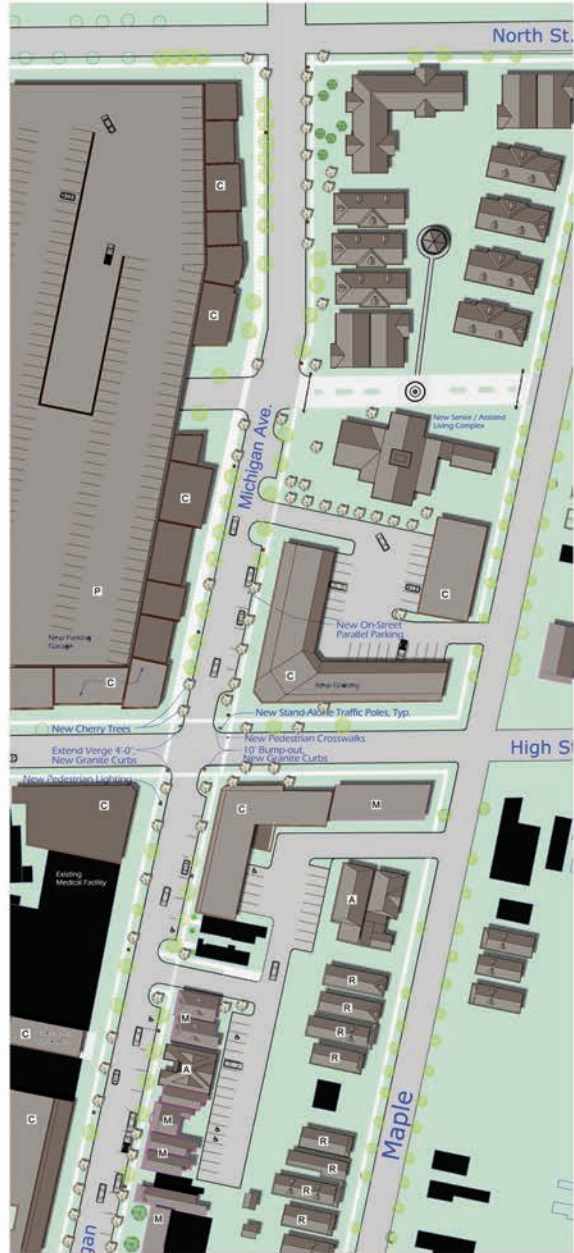 North St.
C
C
Michigan Ave.
New Senior / Assisted
Living Complex
C
C
P
New On-Street
Parallel Parking
New Parking
Garage
C
C
New Grocery
New Stand-Alone Traffic Poles, Typ.
New Cherry Trees
New Pedestrian Crosswalks
Extend Verge 4'-0",
New Granite Curbs
10' Bump-out,
New Granite Curbs
High St
New Pedestrian Lighting
C
C
M
Existing
Medical Facility
A
R
R
R
R
M
A
C
C
M
M
M
R
R
R
R
Maple
gan